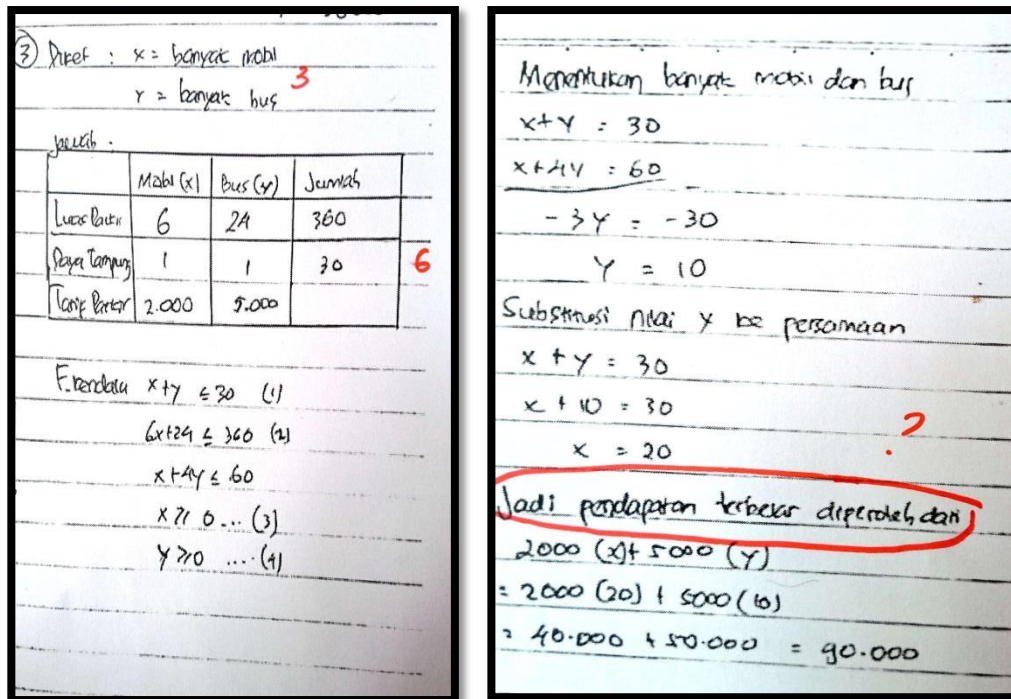 ③ Diket : x = banyak mobil
Y = banyak bus 3
Jawab :
Mobil (x) Bus (y) Jumlah
Luas Parkir 6 24 360
Daya Tampung 1 1 30 6
Tarif Parkir 2.000 5.000
F. kendala x+y ≤ 30 (1)
6x+24 ≤ 360 (2)
x+4y ≤ 60
x ≥ 0 ... (3)
y ≥ 0 .... (4)
Menentukan banyak mobil dan bus
x+y = 30
x+4y = 60
-3y = -30
Y = 10
Substitusi nilai y ke persamaan
x + y = 30
x + 10 = 30
x = 20 ?
Jadi pendapatan terbesar diperoleh dari
2000 (x)+ 5000 (y)
= 2000 (20) + 5000 (10)
= 40.000 + 50.000 = 90.000